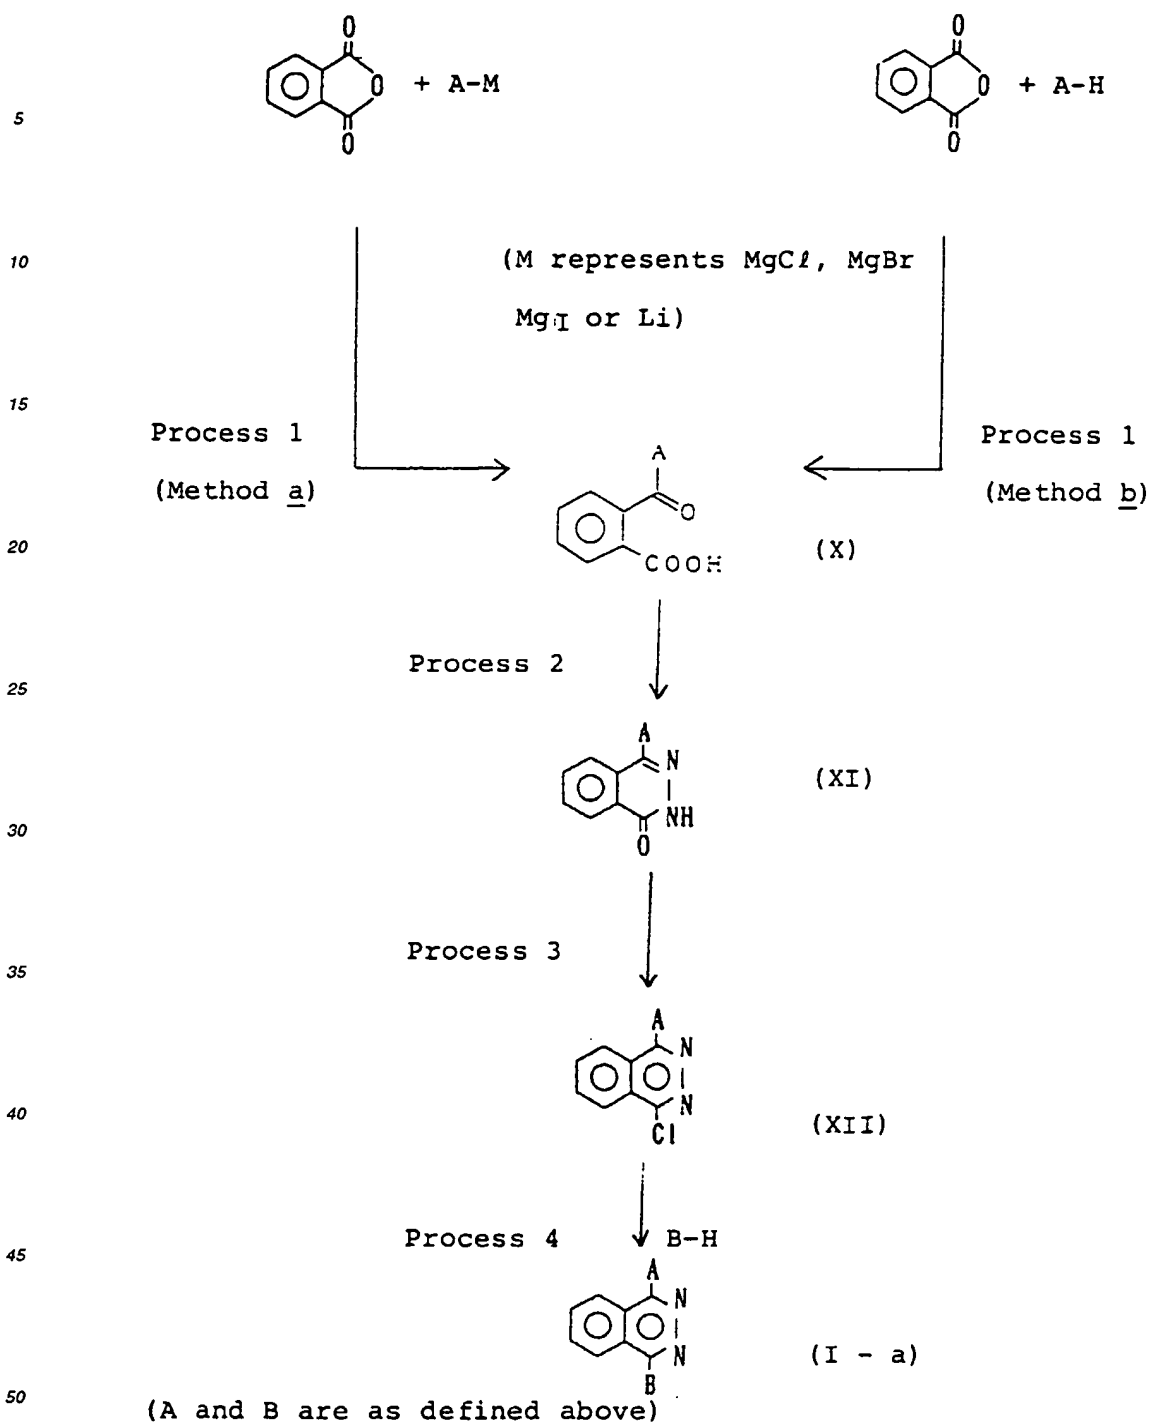 O
O
O
+ A-M
O
O
O
+ A-H
5
10
(M represents MgCl, MgBr
MgI or Li)
15
Process 1
(Method a)
Process 1
(Method b)
A
O
COOH
20
(X)
Process 2
25
A
N
NH
O
(XI)
30
Process 3
35
A
N
N
Cl
40
(XII)
Process 4
B-H
45
A
N
N
B
(I - a)
50
(A and B are as defined above)